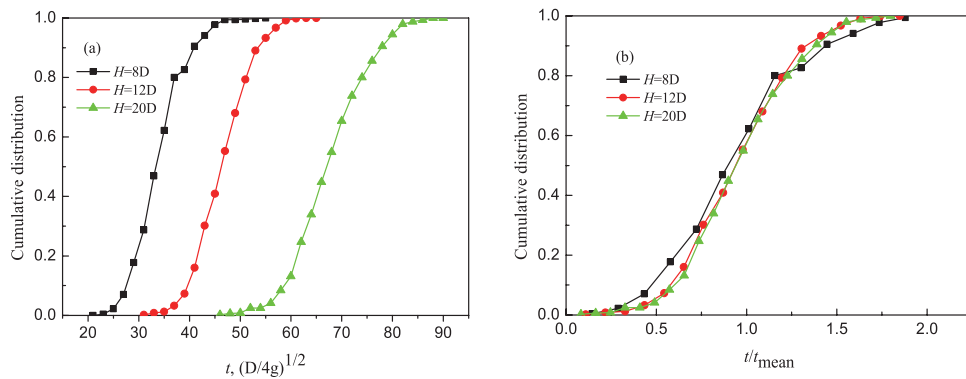 Cumulative distribution
1.0
0.8
0.6
0.4
0.2
0.0
(a)
H=8D
H=12D
H=20D
20 30 40 50 60 70 80 90
t, (D/4g)^1/2
Cumulative distribution
1.0
0.8
0.6
0.4
0.2
0.0
(b)
H=8D
H=12D
H=20D
0.0 0.5 1.0 1.5 2.0
t/t_mean